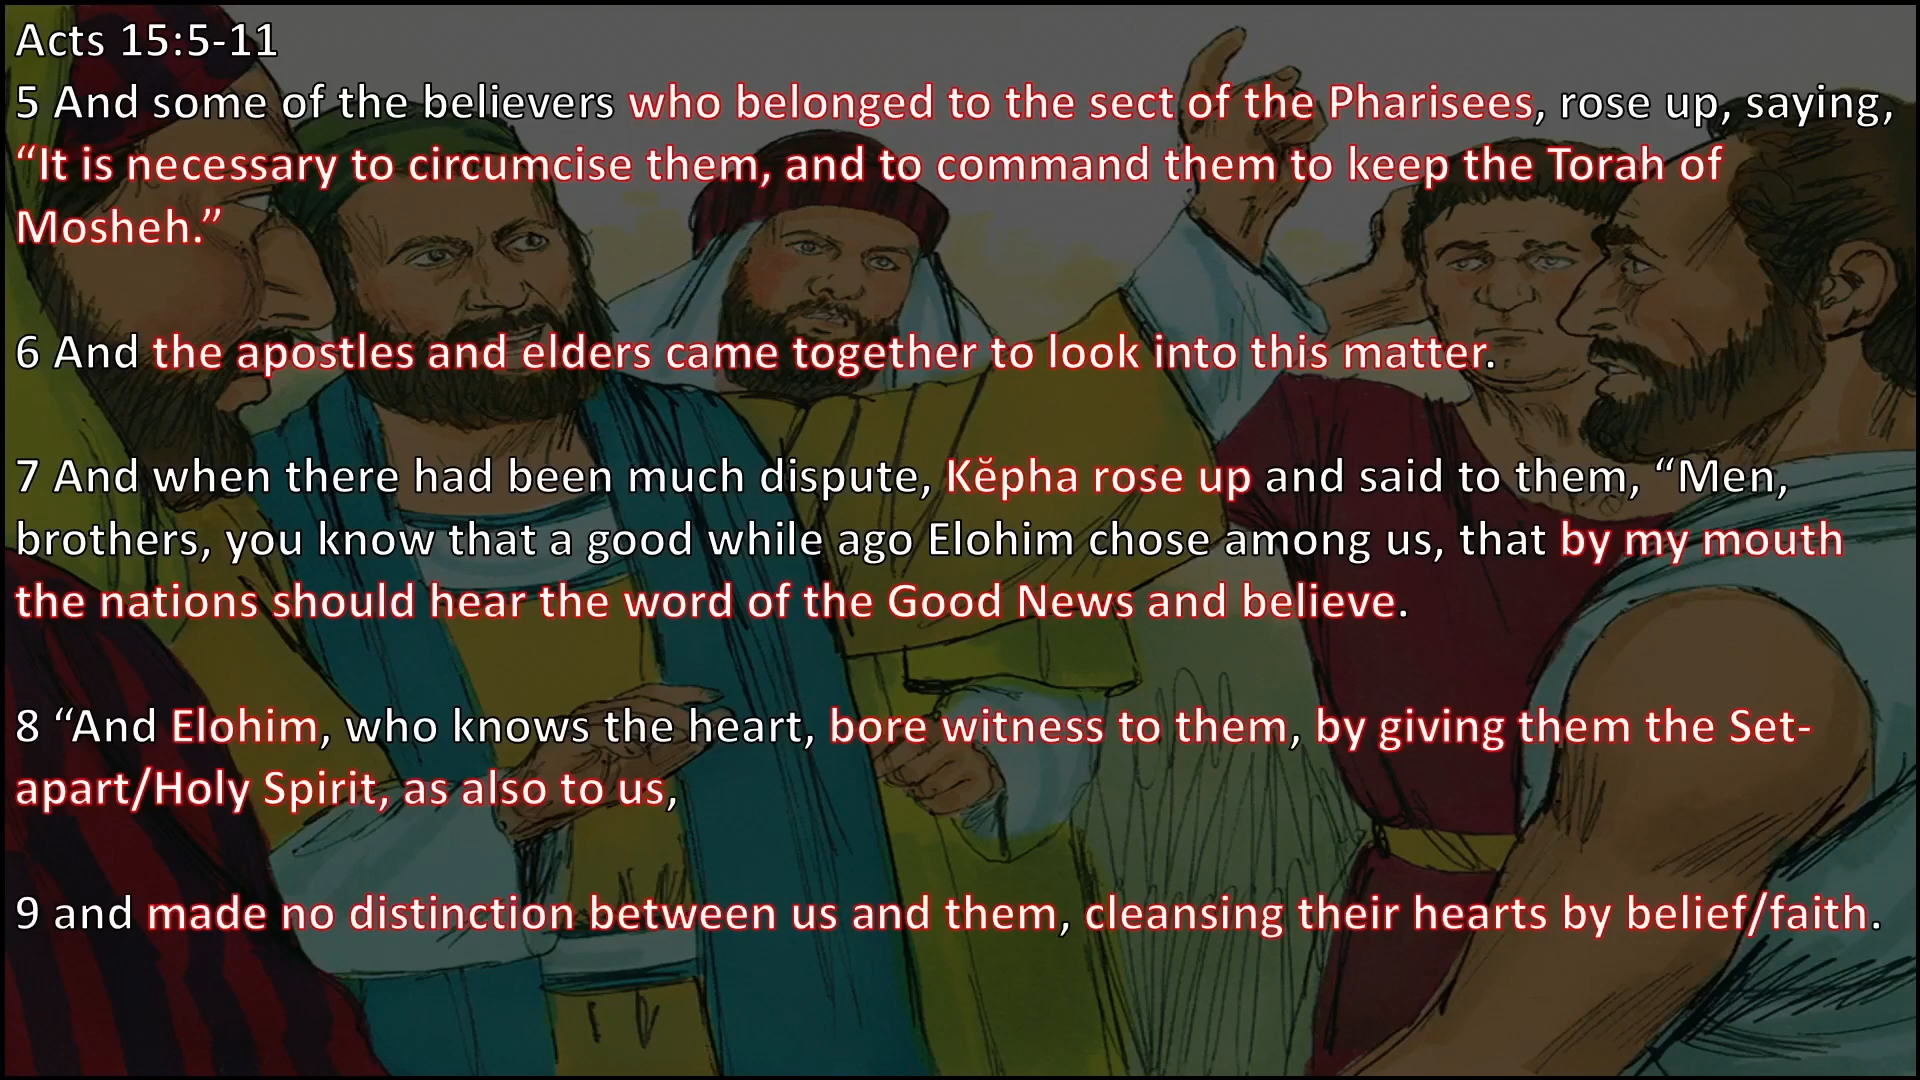 Acts 15:5-11
5 And some of the believers who belonged to the sect of the Pharisees, rose up, saying,
“It is necessary to circumcise them, and to command them to keep the Torah of
Mosheh.”
6 And the apostles and elders came together to look into this matter.
7 And when there had been much dispute, Kĕpha rose up and said to them, “Men,
brothers, you know that a good while ago Elohim chose among us, that by my mouth
the nations should hear the word of the Good News and believe.
8 “And Elohim, who knows the heart, bore witness to them, by giving them the Set-
apart/Holy Spirit, as also to us,
9 and made no distinction between us and them, cleansing their hearts by belief/faith.